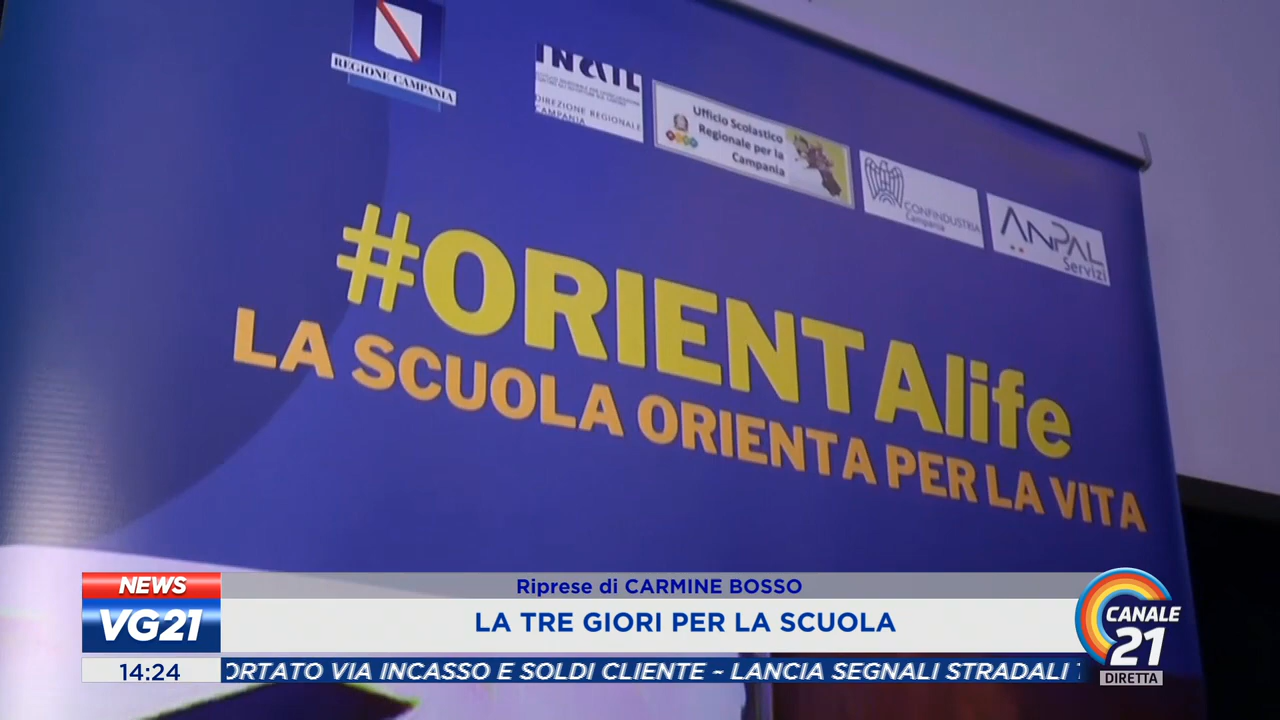 REGIONE CAMPANIA
INAIL
DIREZIONE REGIONALE
CAMPANIA
Ufficio Scolastico
Regionale per la
Campania
CONFINDUSTRIA
Campania
ANPAL
Servizi
#ORIENTAlife
LA SCUOLA ORIENTA PER LA VITA
NEWS
VG21
Riprese di CARMINE BOSSO
LA TRE GIORI PER LA SCUOLA
CANALE
21
DIRETTA
14:24
ORTATO VIA INCASSO E SOLDI CLIENTE ~ LANCIA SEGNALI STRADALI